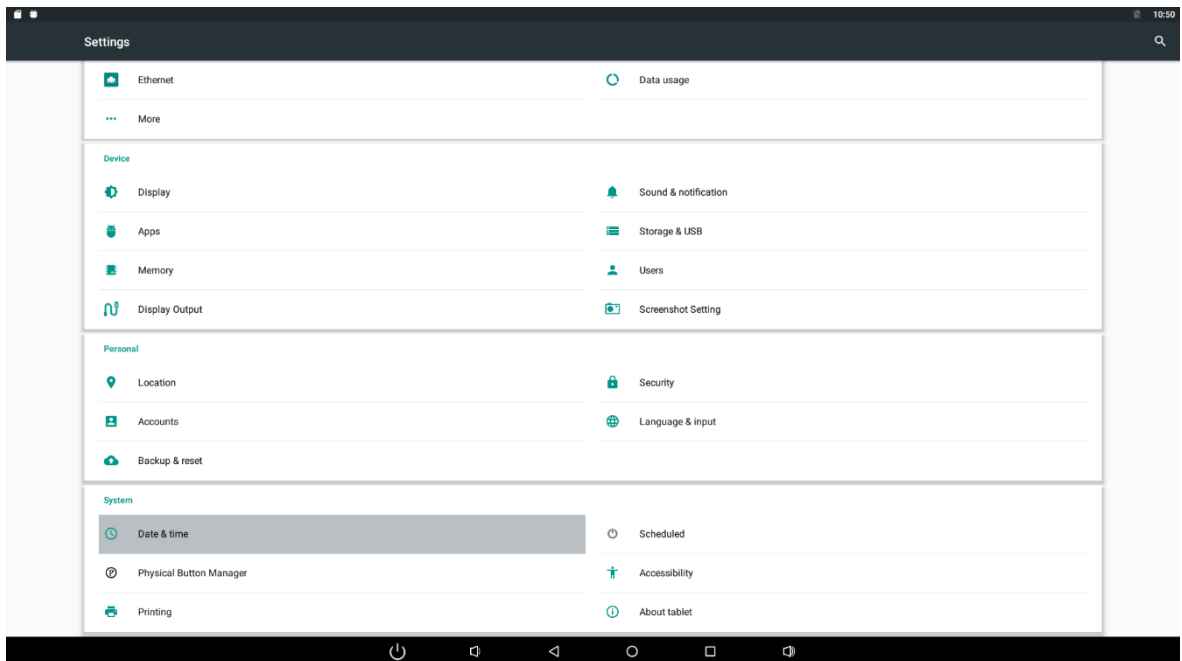 10:50
Settings
Ethernet
Data usage
More
Device
Display
Sound & notification
Apps
Storage & USB
Memory
Users
Display Output
Screenshot Setting
Personal
Location
Security
Accounts
Language & input
Backup & reset
System
Date & time
Scheduled
Physical Button Manager
Accessibility
Printing
About tablet